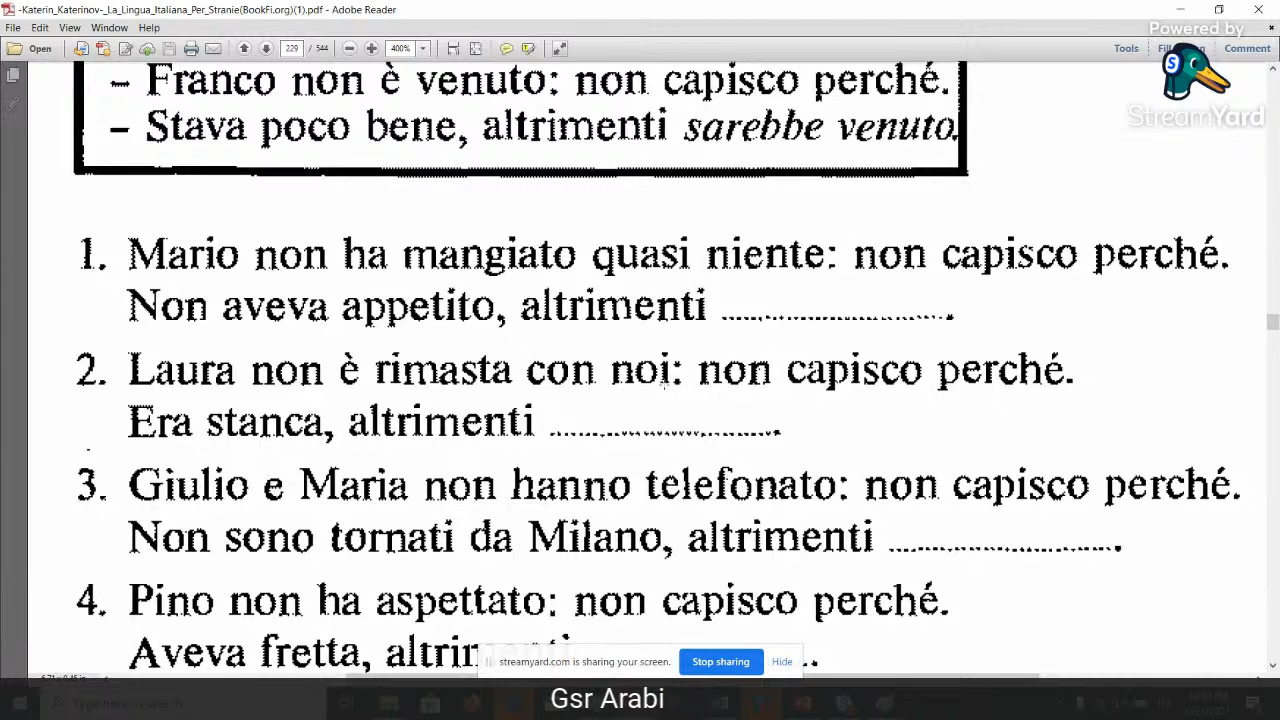 -Katerin_Katerinov-_La_Lingua_Italiana_Per_Stranie(BookFi.org)(1).pdf - Adobe Reader
File Edit View Window Help
Powered by
Open 229 / 544 400% Tools Comment
StreamYard
– Franco non è venuto: non capisco perché.
– Stava poco bene, altrimenti sarebbe venuto.
1. Mario non ha mangiato quasi niente: non capisco perché.
Non aveva appetito, altrimenti ........................
2. Laura non è rimasta con noi: non capisco perché.
Era stanca, altrimenti ........................
3. Giulio e Maria non hanno telefonato: non capisco perché.
Non sono tornati da Milano, altrimenti ........................
4. Pino non ha aspettato: non capisco perché.
Aveva fretta,
streamyard.com is sharing your screen. Stop sharing Hide
Gsr Arabi